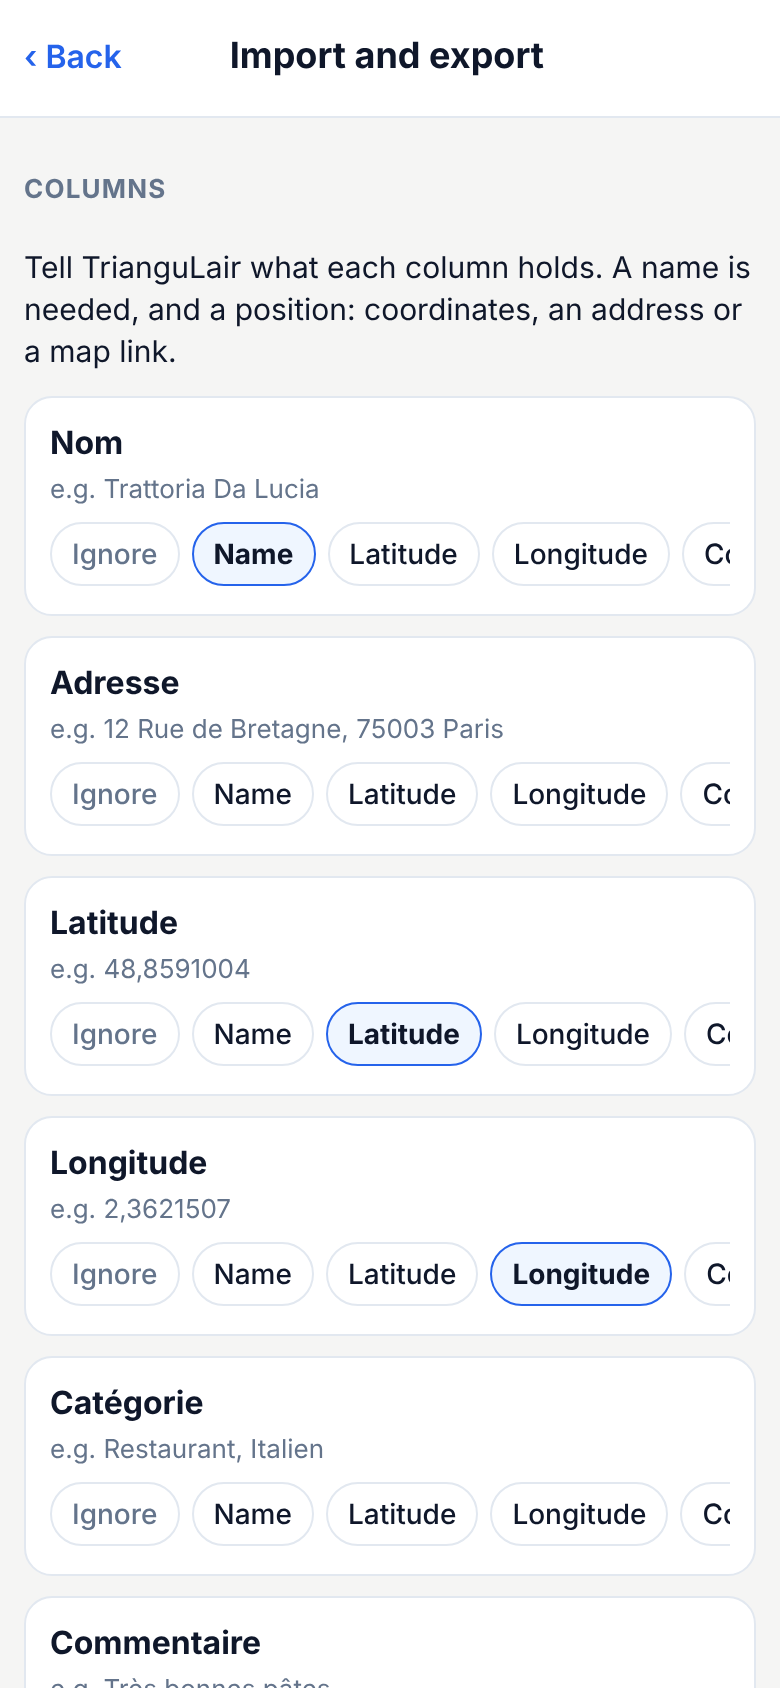 ‹ Back
Import and export
COLUMNS
Tell TrianguLair what each column holds. A name is
needed, and a position: coordinates, an address or
a map link.
Nom
e.g. Trattoria Da Lucia
Ignore Name Latitude Longitude
Adresse
e.g. 12 Rue de Bretagne, 75003 Paris
Ignore Name Latitude Longitude
Latitude
e.g. 48,8591004
Ignore Name Latitude Longitude
Longitude
e.g. 2,3621507
Ignore Name Latitude Longitude
Catégorie
e.g. Restaurant, Italien
Ignore Name Latitude Longitude
Commentaire
e.g. Très bonnes pâtes